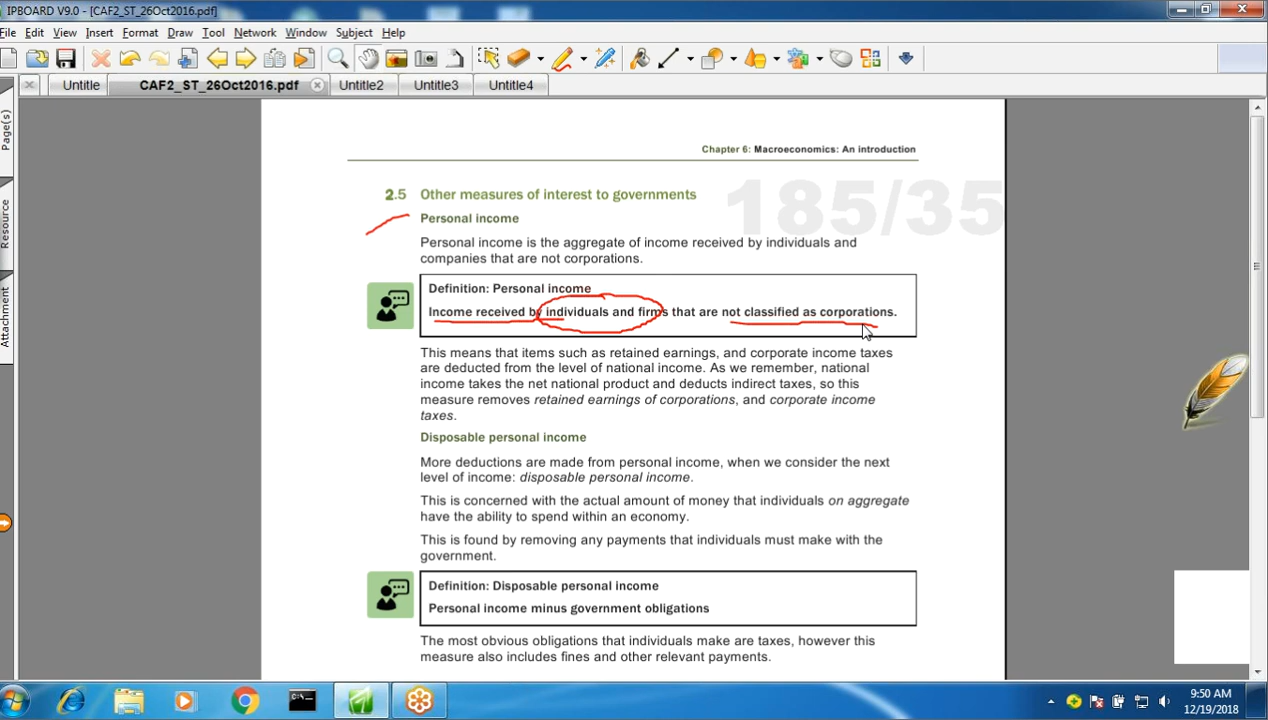 IPBOARD V9.0 - [CAF2_ST_26Oct2016.pdf]
File Edit View Insert Format Draw Tool Network Window Subject Help
Untitle CAF2_ST_26Oct2016.pdf Untitle2 Untitle3 Untitle4
Page(s)
Resource
Attachment
Chapter 6: Macroeconomics: An introduction
185/35
2.5 Other measures of interest to governments
Personal income
Personal income is the aggregate of income received by individuals and
companies that are not corporations.
Definition: Personal income
Income received by individuals and firms that are not classified as corporations.
This means that items such as retained earnings, and corporate income taxes
are deducted from the level of national income. As we remember, national
income takes the net national product and deducts indirect taxes, so this
measure removes retained earnings of corporations, and corporate income
taxes.
Disposable personal income
More deductions are made from personal income, when we consider the next
level of income: disposable personal income.
This is concerned with the actual amount of money that individuals on aggregate
have the ability to spend within an economy.
This is found by removing any payments that individuals must make with the
government.
Definition: Disposable personal income
Personal income minus government obligations
The most obvious obligations that individuals make are taxes, however this
measure also includes fines and other relevant payments.
9:50 AM
12/19/2018